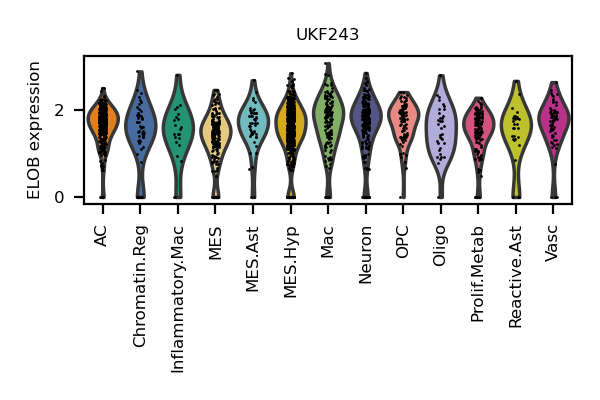 UKF243
ELOB expression
2
0
AC
Chromatin.Reg
Inflammatory.Mac
MES
MES.Ast
MES.Hyp
Mac
Neuron
OPC
Oligo
Prolif.Metab
Reactive.Ast
Vasc